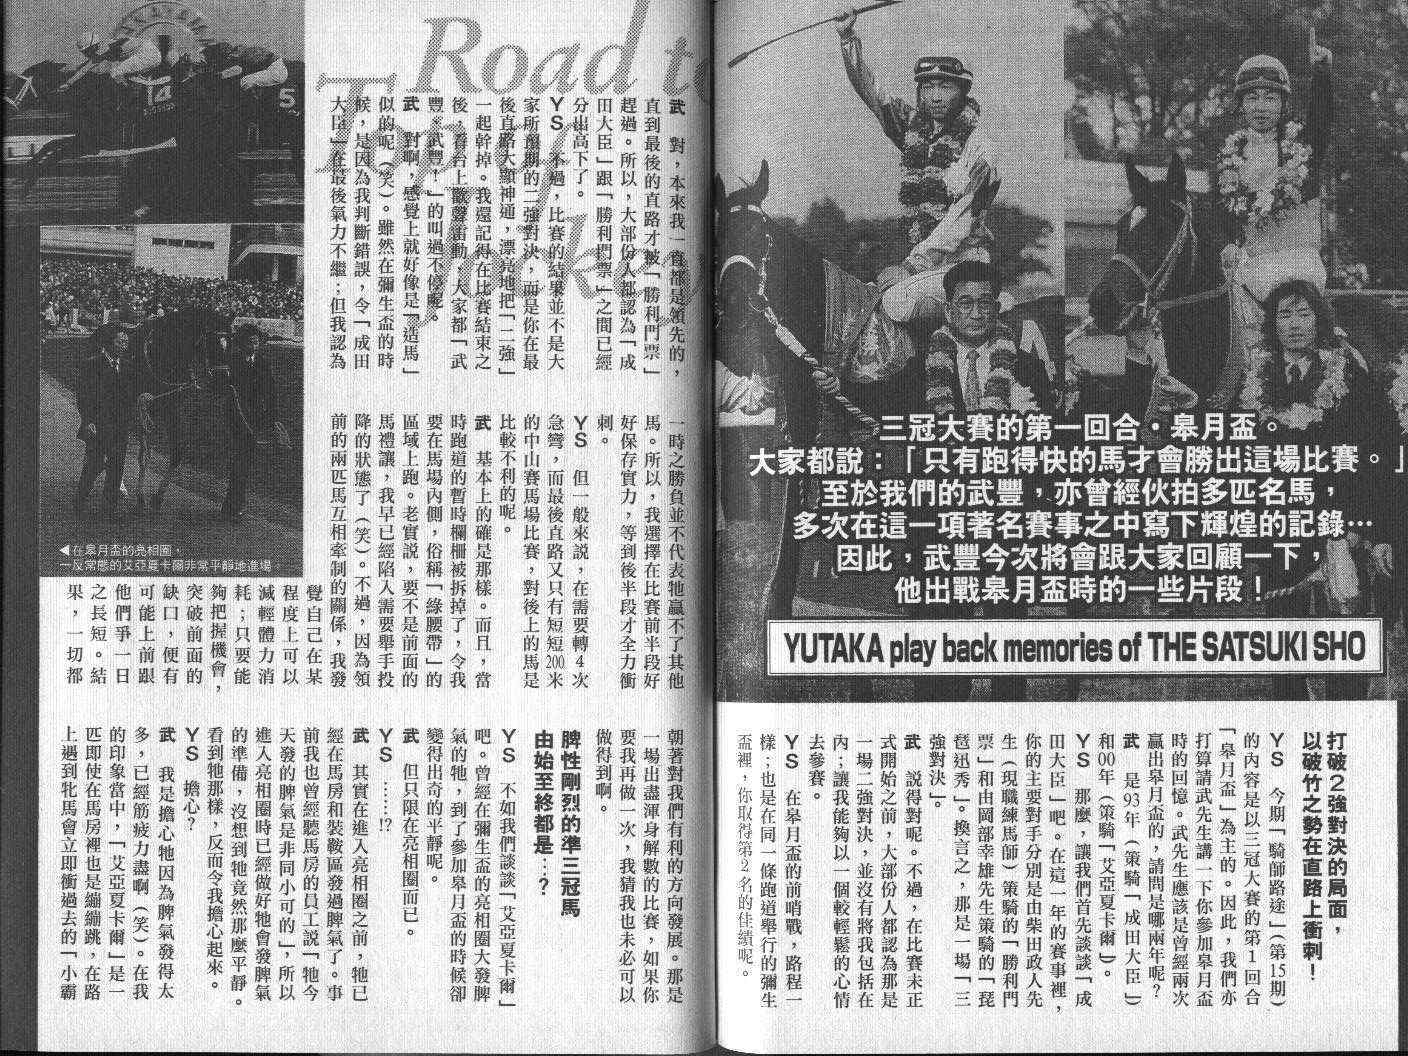 三冠大賽的第一回合・皋月盃。
大家都說：「只有跑得快的馬才會勝出這場比賽。」
至於我們的武豐，亦曾經伙拍多匹名馬，
多次在這一項著名賽事之中寫下輝煌的記錄…
因此，武豐今次將會跟大家回顧一下，
他出戰皋月盃時的一些片段！
YUTAKA play back memories of THE SATSUKI SHO
打破2強對決的局面，
以破竹之勢在直路上衝刺！
YS　今期「騎師路途」(第15期)
的內容是以三冠大賽的第1回合
「皋月盃」為主的。因此，我們亦
打算請武先生講一下你參加皋月盃
時的回憶。武先生應該是曾經兩次
贏出皋月盃的，請問是哪兩年呢？
武　是93年（策騎「成田大臣」)
和00年（策騎「艾亞夏卡爾」)。
YS　那麼，讓我們首先談談「成
田大臣」吧。在這一年的賽事裡，
你的主要對手分別是由柴田政人先
生（現職練馬師）策騎的「勝利門
票」和由岡部幸雄先生策騎的「琵
琶迅秀」。換言之，那是一場「三
強對決」。
武　説得對呢。不過，在比賽未正
式開始之前，大部份人都認為那是
一場二強對決，並沒有將我包括在
內；讓我能夠以一個較輕鬆的心情
去參賽。
YS　在皋月盃的前哨戰，路程一
樣；也是在同一條跑道舉行的彌生
盃裡，你取得第2名的佳績呢。
Road to
Top Jockey
武　對，本來我一直都是領先的，
直到最後的直路才被「勝利門票」
趕過。所以，大部份人都認為「成
田大臣」跟「勝利門票」之間已經
分出高下了。
YS　不過，比賽的結果並不是大
家所預期的二強對決，而是你在最
後直路大顯神通，漂亮地把「二強」
一起幹掉。我還記得在比賽結束之
後，看台上歡聲雷動，大家都「武
豐、武豐！」的叫過不停呢。
武　對啊，感覺上就好像是「造馬」
似的呢（笑）。雖然在彌生盃的時
候，是因為我判斷錯誤，令「成田
大臣」在最後氣力不繼；但我認為
一時之勝負並不代表牠贏不了其他
馬。所以，我選擇在比賽前半段好
好保存實力，等到後半段才全力衝
刺。
YS　但一般來説，在需要轉4次
急彎，而最後直路又只有短短200米
的中山賽馬場比賽，對後上的馬是
比較不利的呢。
武　基本上的確是那樣。而且，當
時跑道的暫時欄柵被拆掉了，令我
要在馬場內側，俗稱「綠腰帶」的
區域上跑。老實説，要不是前面的
馬禮讓，我早已經陷入需要舉手投
降的狀態了（笑）。不過，因為領
前的兩匹馬互相牽制的關係，我發
覺自己在某
程度上可以
減輕體力消
耗；只要能
夠把握機會，
突破前面的
缺口，便有
可能上前跟
他們爭一日
之長短。結
果，一切都
朝著對我們有利的方向發展。那是
一場出盡渾身解數的比賽，如果你
要我再做一次，我猜我也未必可以
做得到啊。
脾性剛烈的準三冠馬
由始至終都是…？
YS　不如我們談談「艾亞夏卡爾」
吧。曾經在彌生盃的亮相圈大發脾
氣的牠，到了參加皋月盃的時候卻
變得出奇的平靜呢。
武　但只限在亮相圈而已。
YS　……!?
武　其實在進入亮相圈之前，牠已
經在馬房和裝鞍區發過脾氣了。事
前我也曾經聽馬房的員工説「牠今
天發的脾氣是非同小可的」，所以
進入亮相圈時已經做好牠會發脾氣
的準備，沒想到牠竟然那麼平靜。
看到牠那樣，反而令我擔心起來。
YS　擔心？
武　我是擔心牠因為脾氣發得太
多，已經筋疲力盡啊（笑）。在我
的印象當中，「艾亞夏卡爾」是一
匹即使在馬房裡也是繃繃跳，在路
上遇到牝馬會立即衝過去的「小霸
◀在皋月盃的亮相圈，
一反常態的艾亞夏卡爾非常平靜地進場
14
5